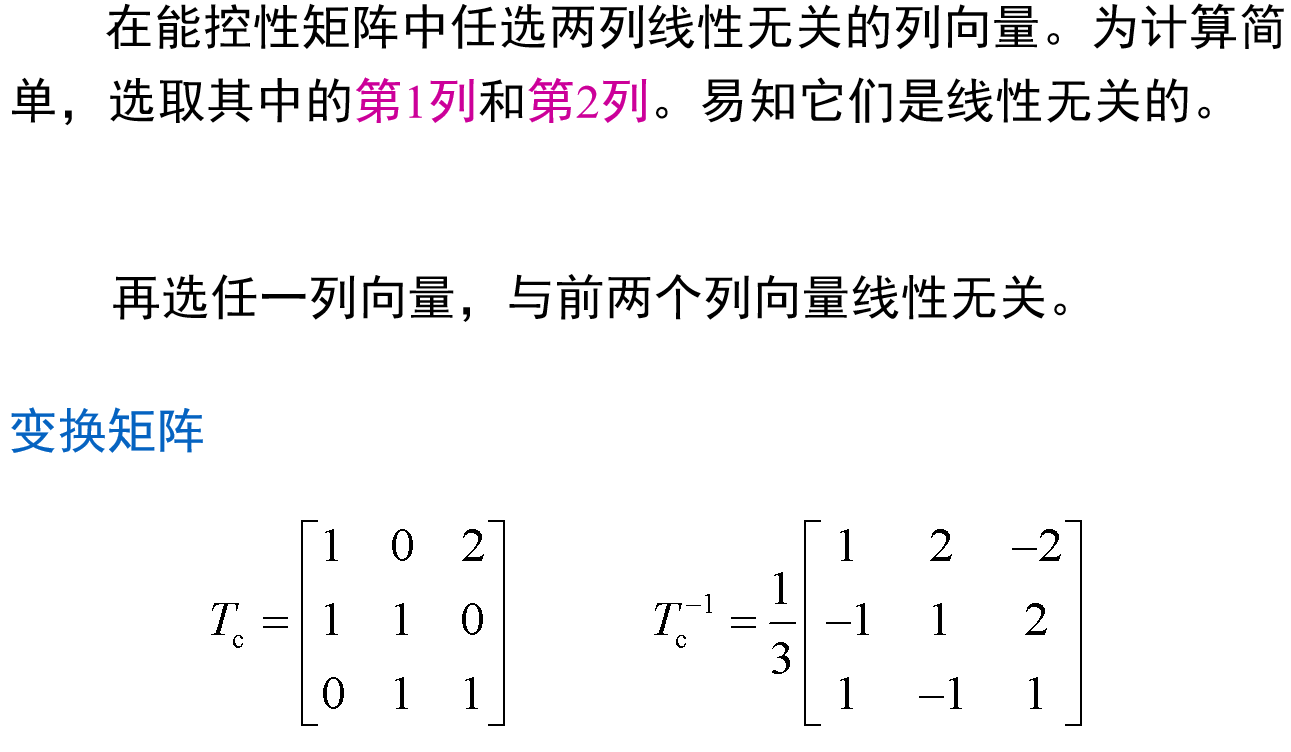 在能控性矩阵中任选两列线性无关的列向量。为计算简
单，选取其中的第1列和第2列。易知它们是线性无关的。
再选任一列向量，与前两个列向量线性无关。
变换矩阵
T_c = [1 0 2; 1 1 0; 0 1 1]  T_c^{-1} = 1/3 [1 2 −2; −1 1 2; 1 −1 1]